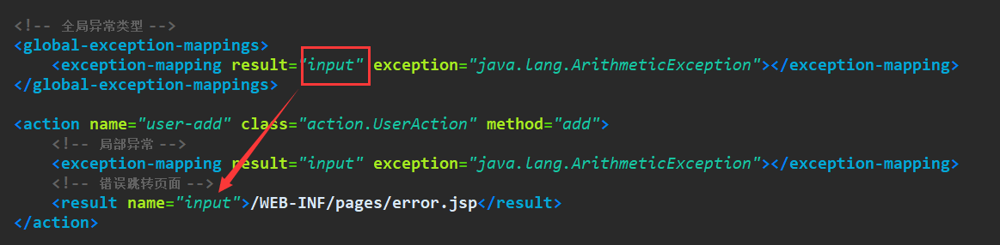 <!-- 全局异常类型 -->
<global-exception-mappings>
<exception-mapping result="input" exception="java.lang.ArithmeticException"></exception-mapping>
</global-exception-mappings>
<action name="user-add" class="action.UserAction" method="add">
<!-- 局部异常 -->
<exception-mapping result="input" exception="java.lang.ArithmeticException"></exception-mapping>
<!-- 错误跳转页面 -->
<result name="input">/WEB-INF/pages/error.jsp</result>
</action>